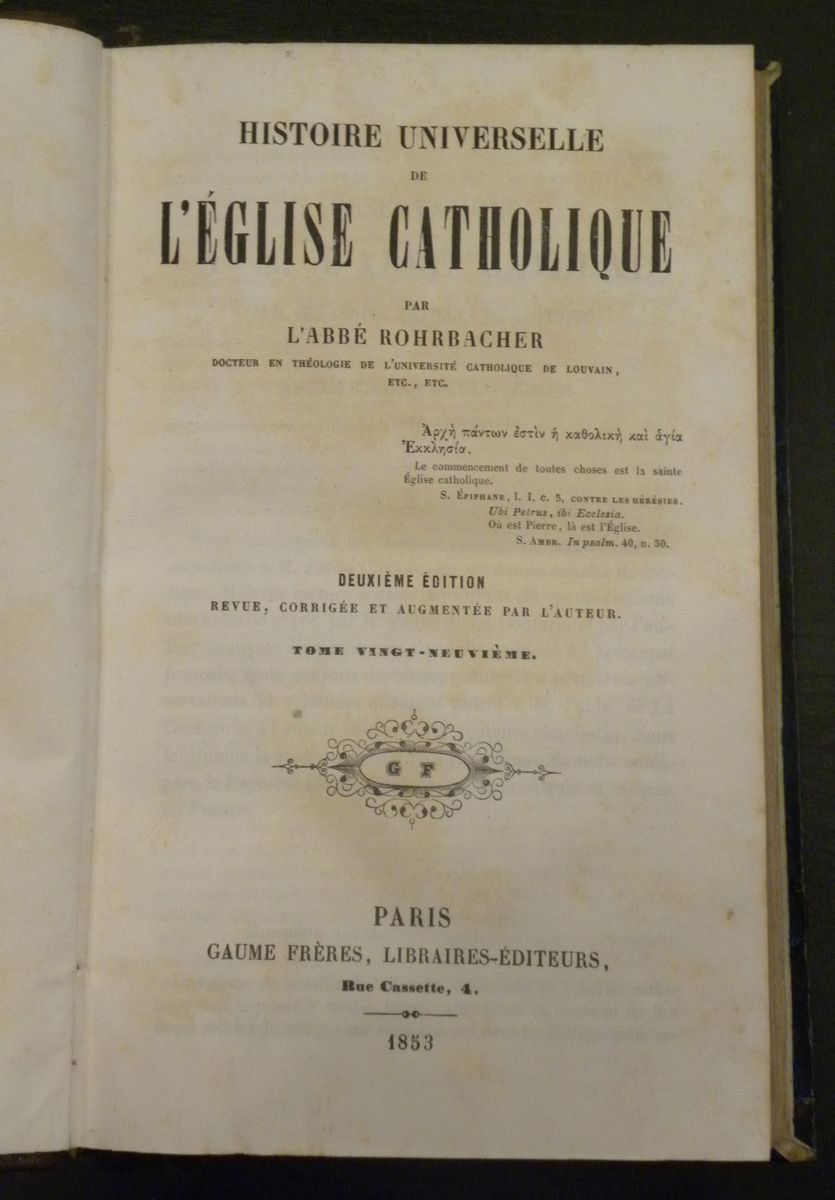 HISTOIRE UNIVERSELLE
DE
L'ÉGLISE CATHOLIQUE
PAR
L'ABBÉ ROHRBACHER
DOCTEUR EN THÉOLOGIE DE L'UNIVERSITÉ CATHOLIQUE DE LOUVAIN,
ETC., ETC.
Ἀρχὴ πάντων ἐστὶν ἡ καθολικὴ καὶ ἁγία
Ἐκκλησία.
Le commencement de toutes choses est la sainte
Église catholique.
S. ÉPIPHANE, l. I, c. 5, CONTRE LES HÉRÉSIES.
Ubi Petrus, ibi Ecclesia.
Où est Pierre, là est l'Église.
S. AMBR. In psalm. 40, n. 30.
DEUXIÈME ÉDITION
REVUE, CORRIGÉE ET AUGMENTÉE PAR L'AUTEUR.
TOME VINGT-NEUVIÈME.
G F
PARIS
GAUME FRÈRES, LIBRAIRES-ÉDITEURS,
Rue Cassette, 4.
1853